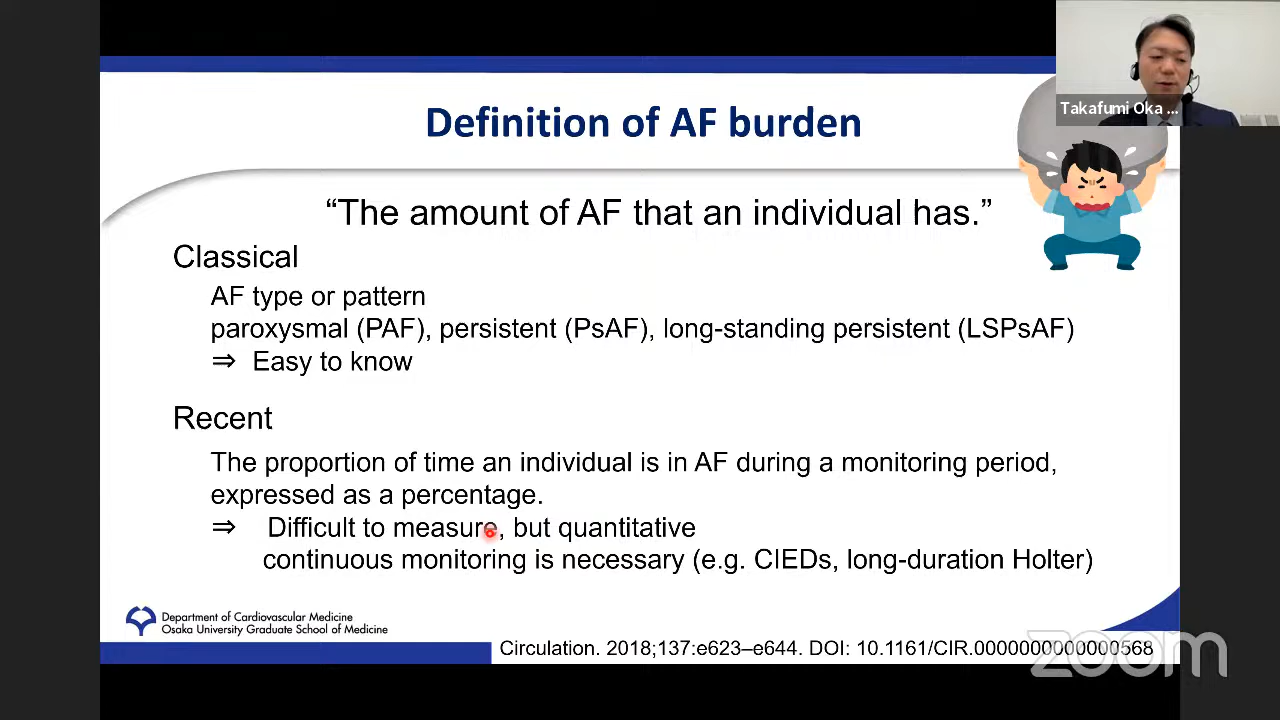 Takafumi Oka ...
Definition of AF burden
“The amount of AF that an individual has.”
Classical
AF type or pattern
paroxysmal (PAF), persistent (PsAF), long-standing persistent (LSPsAF)
⇒ Easy to know
Recent
The proportion of time an individual is in AF during a monitoring period,
expressed as a percentage.
⇒ Difficult to measure, but quantitative
continuous monitoring is necessary (e.g. CIEDs, long-duration Holter)
Department of Cardiovascular Medicine
Osaka University Graduate School of Medicine
Circulation. 2018;137:e623–e644. DOI: 10.1161/CIR.0000000000000568
zoom